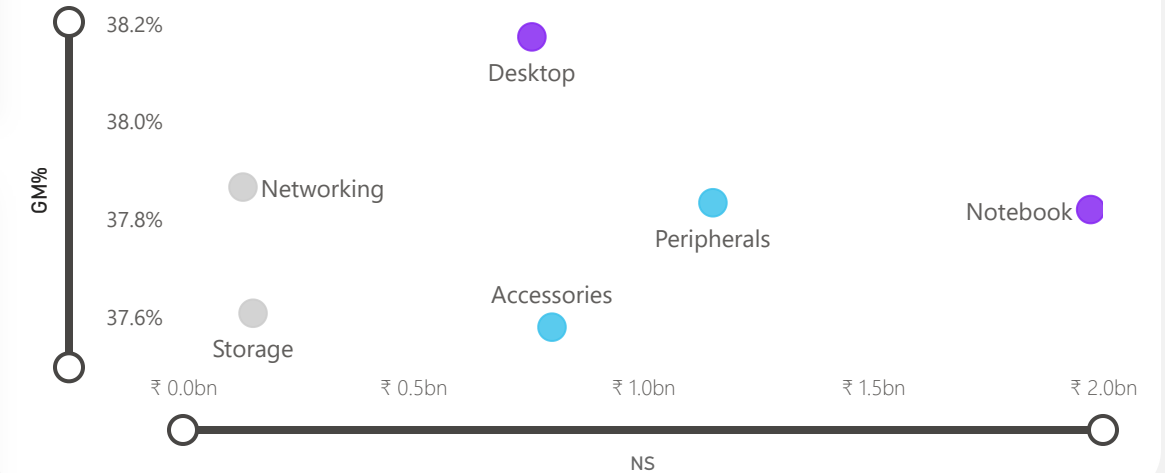 38.2%
Desktop
38.0%
GM%
Networking
37.8%
Notebook
Peripherals
Accessories
37.6%
Storage
₹ 0.0bn
₹ 0.5bn
₹ 1.0bn
₹ 1.5bn
₹ 2.0bn
NS